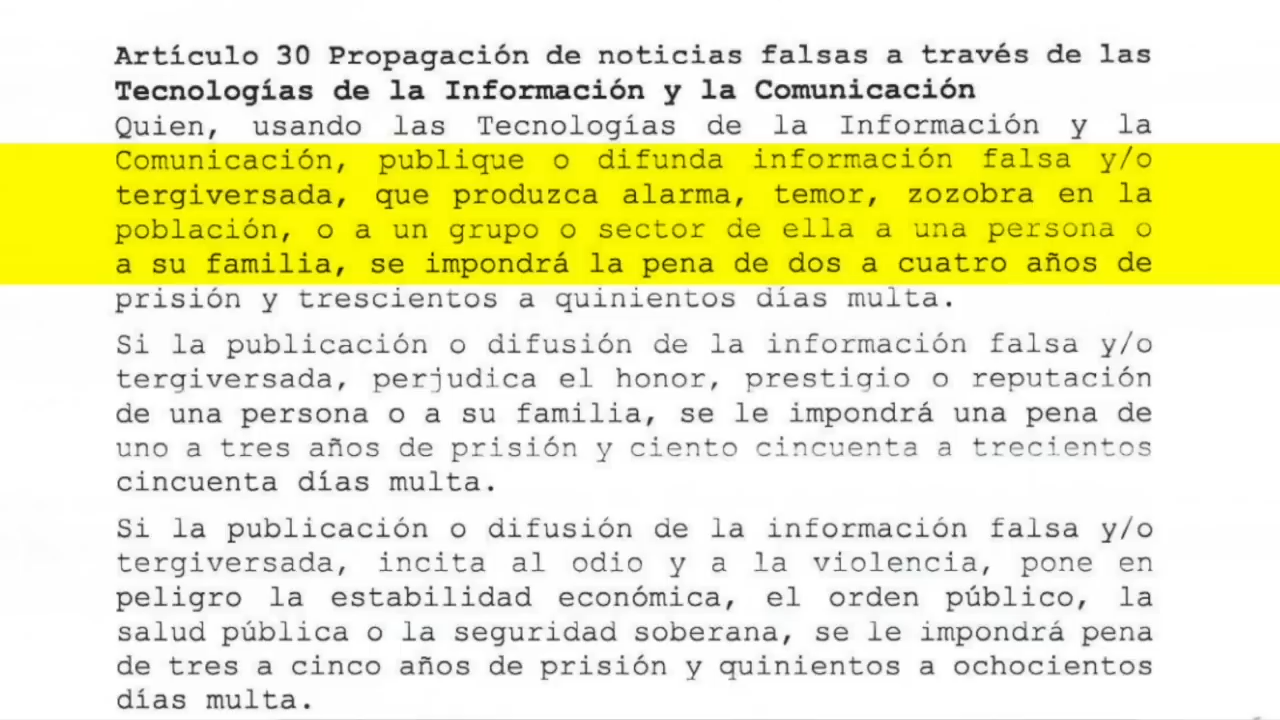 Artículo 30 Propagación de noticias falsas a través de las
Tecnologías de la Información y la Comunicación
Quien, usando las Tecnologías de la Información y la
Comunicación, publique o difunda información falsa y/o
tergiversada, que produzca alarma, temor, zozobra en la
población, o a un grupo o sector de ella a una persona o
a su familia, se impondrá la pena de dos a cuatro años de
prisión y trescientos a quinientos días multa.
Si la publicación o difusión de la información falsa y/o
tergiversada, perjudica el honor, prestigio o reputación
de una persona o a su familia, se le impondrá una pena de
uno a tres años de prisión y ciento cincuenta a trecientos
cincuenta días multa.
Si la publicación o difusión de la información falsa y/o
tergiversada, incita al odio y a la violencia, pone en
peligro la estabilidad económica, el orden público, la
salud pública o la seguridad soberana, se le impondrá pena
de tres a cinco años de prisión y quinientos a ochocientos
días multa.